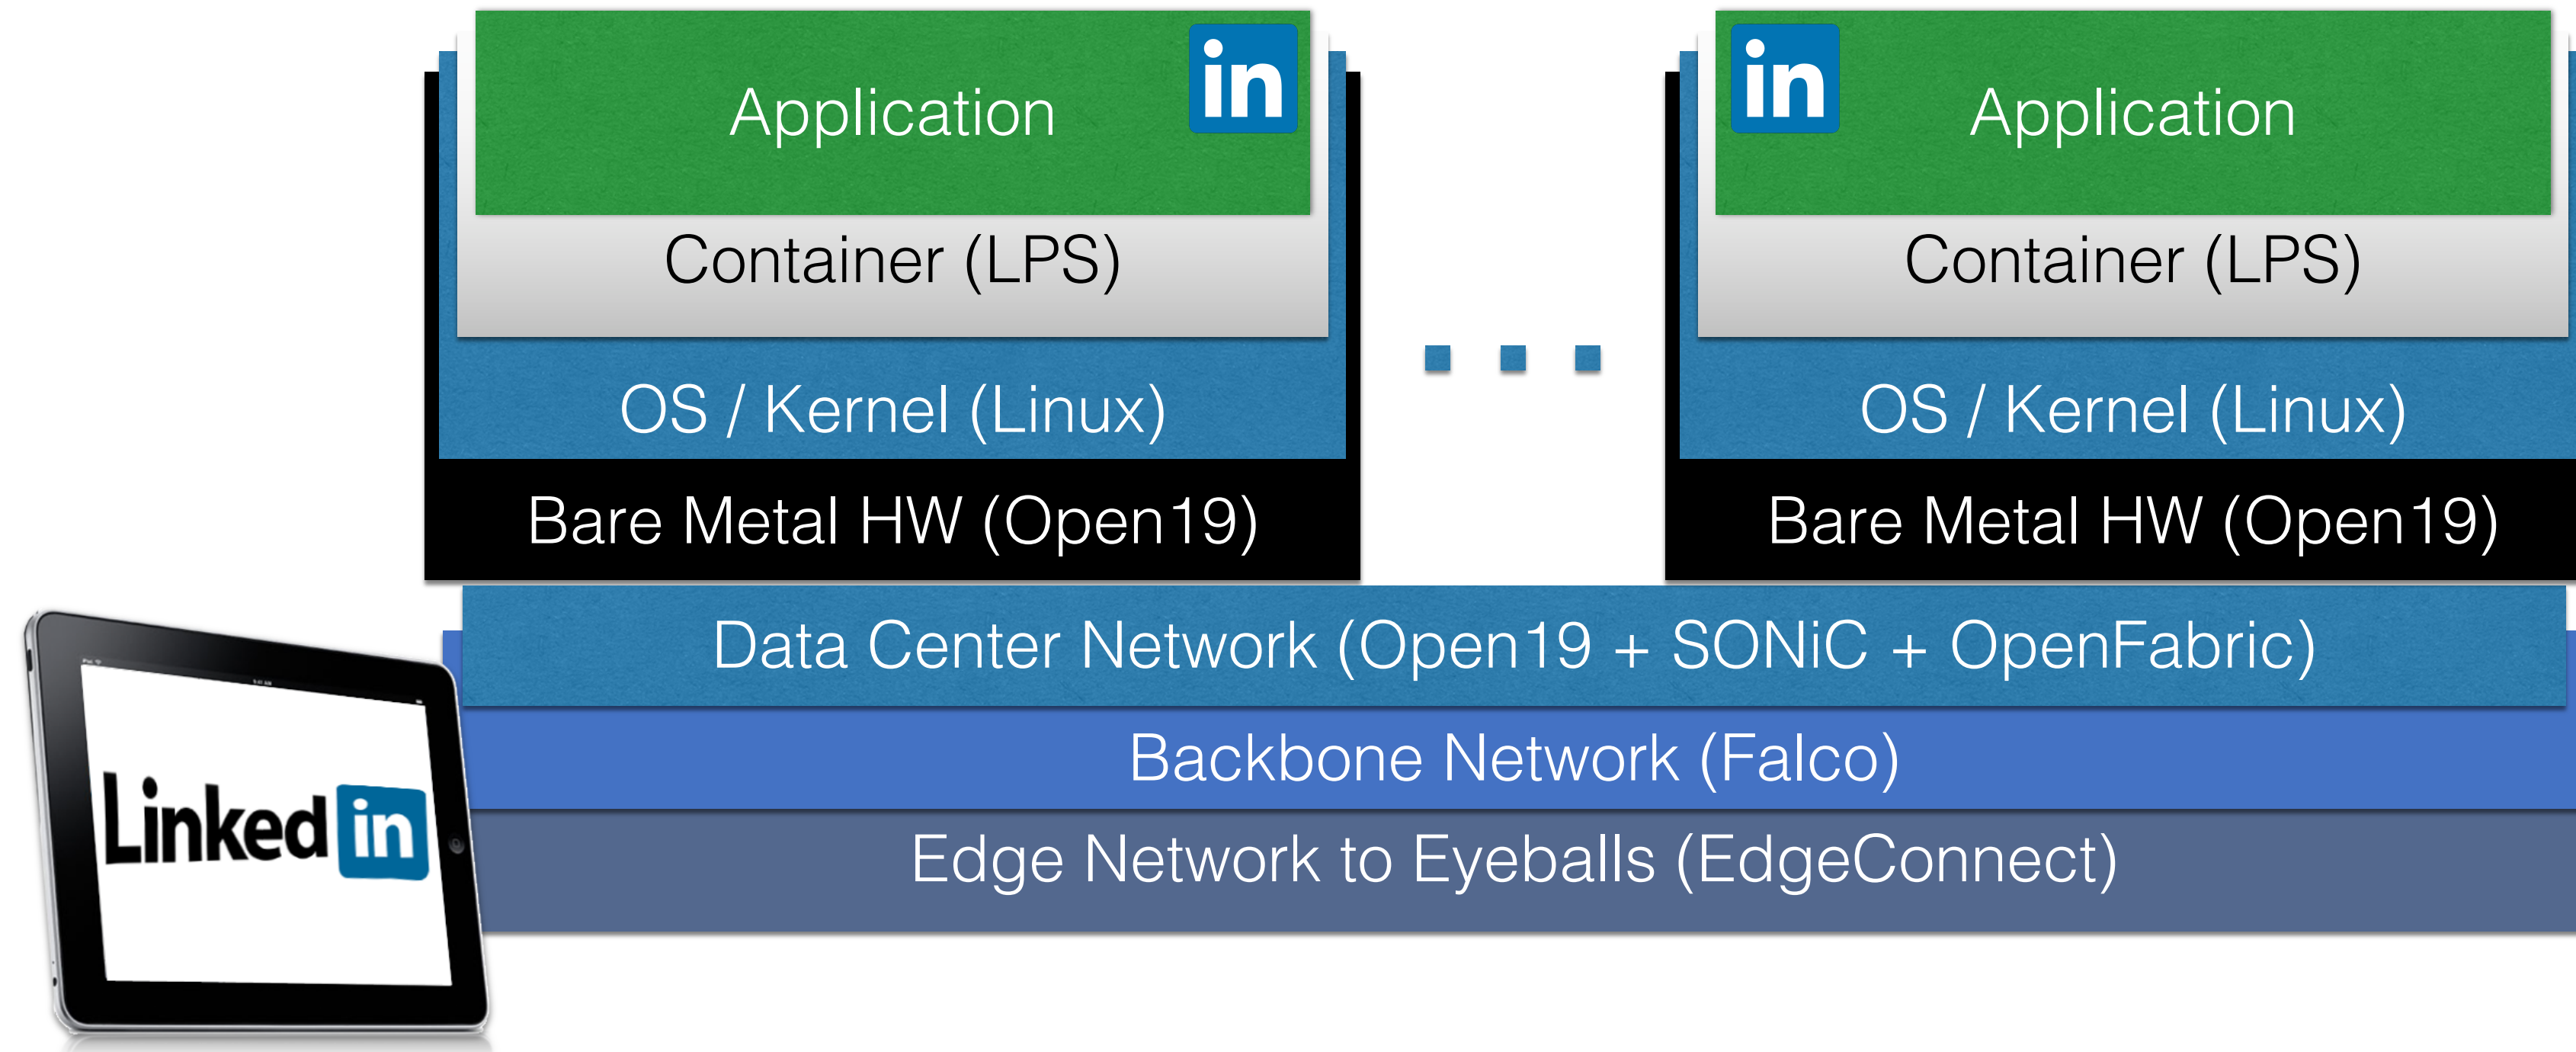 Application
in
in
Application
Container (LPS)
Container (LPS)
OS / Kernel (Linux)
OS / Kernel (Linux)
Bare Metal HW (Open19)
Bare Metal HW (Open19)
Data Center Network (Open19 + SONiC + OpenFabric)
Backbone Network (Falco)
Edge Network to Eyeballs (EdgeConnect)
Linked in